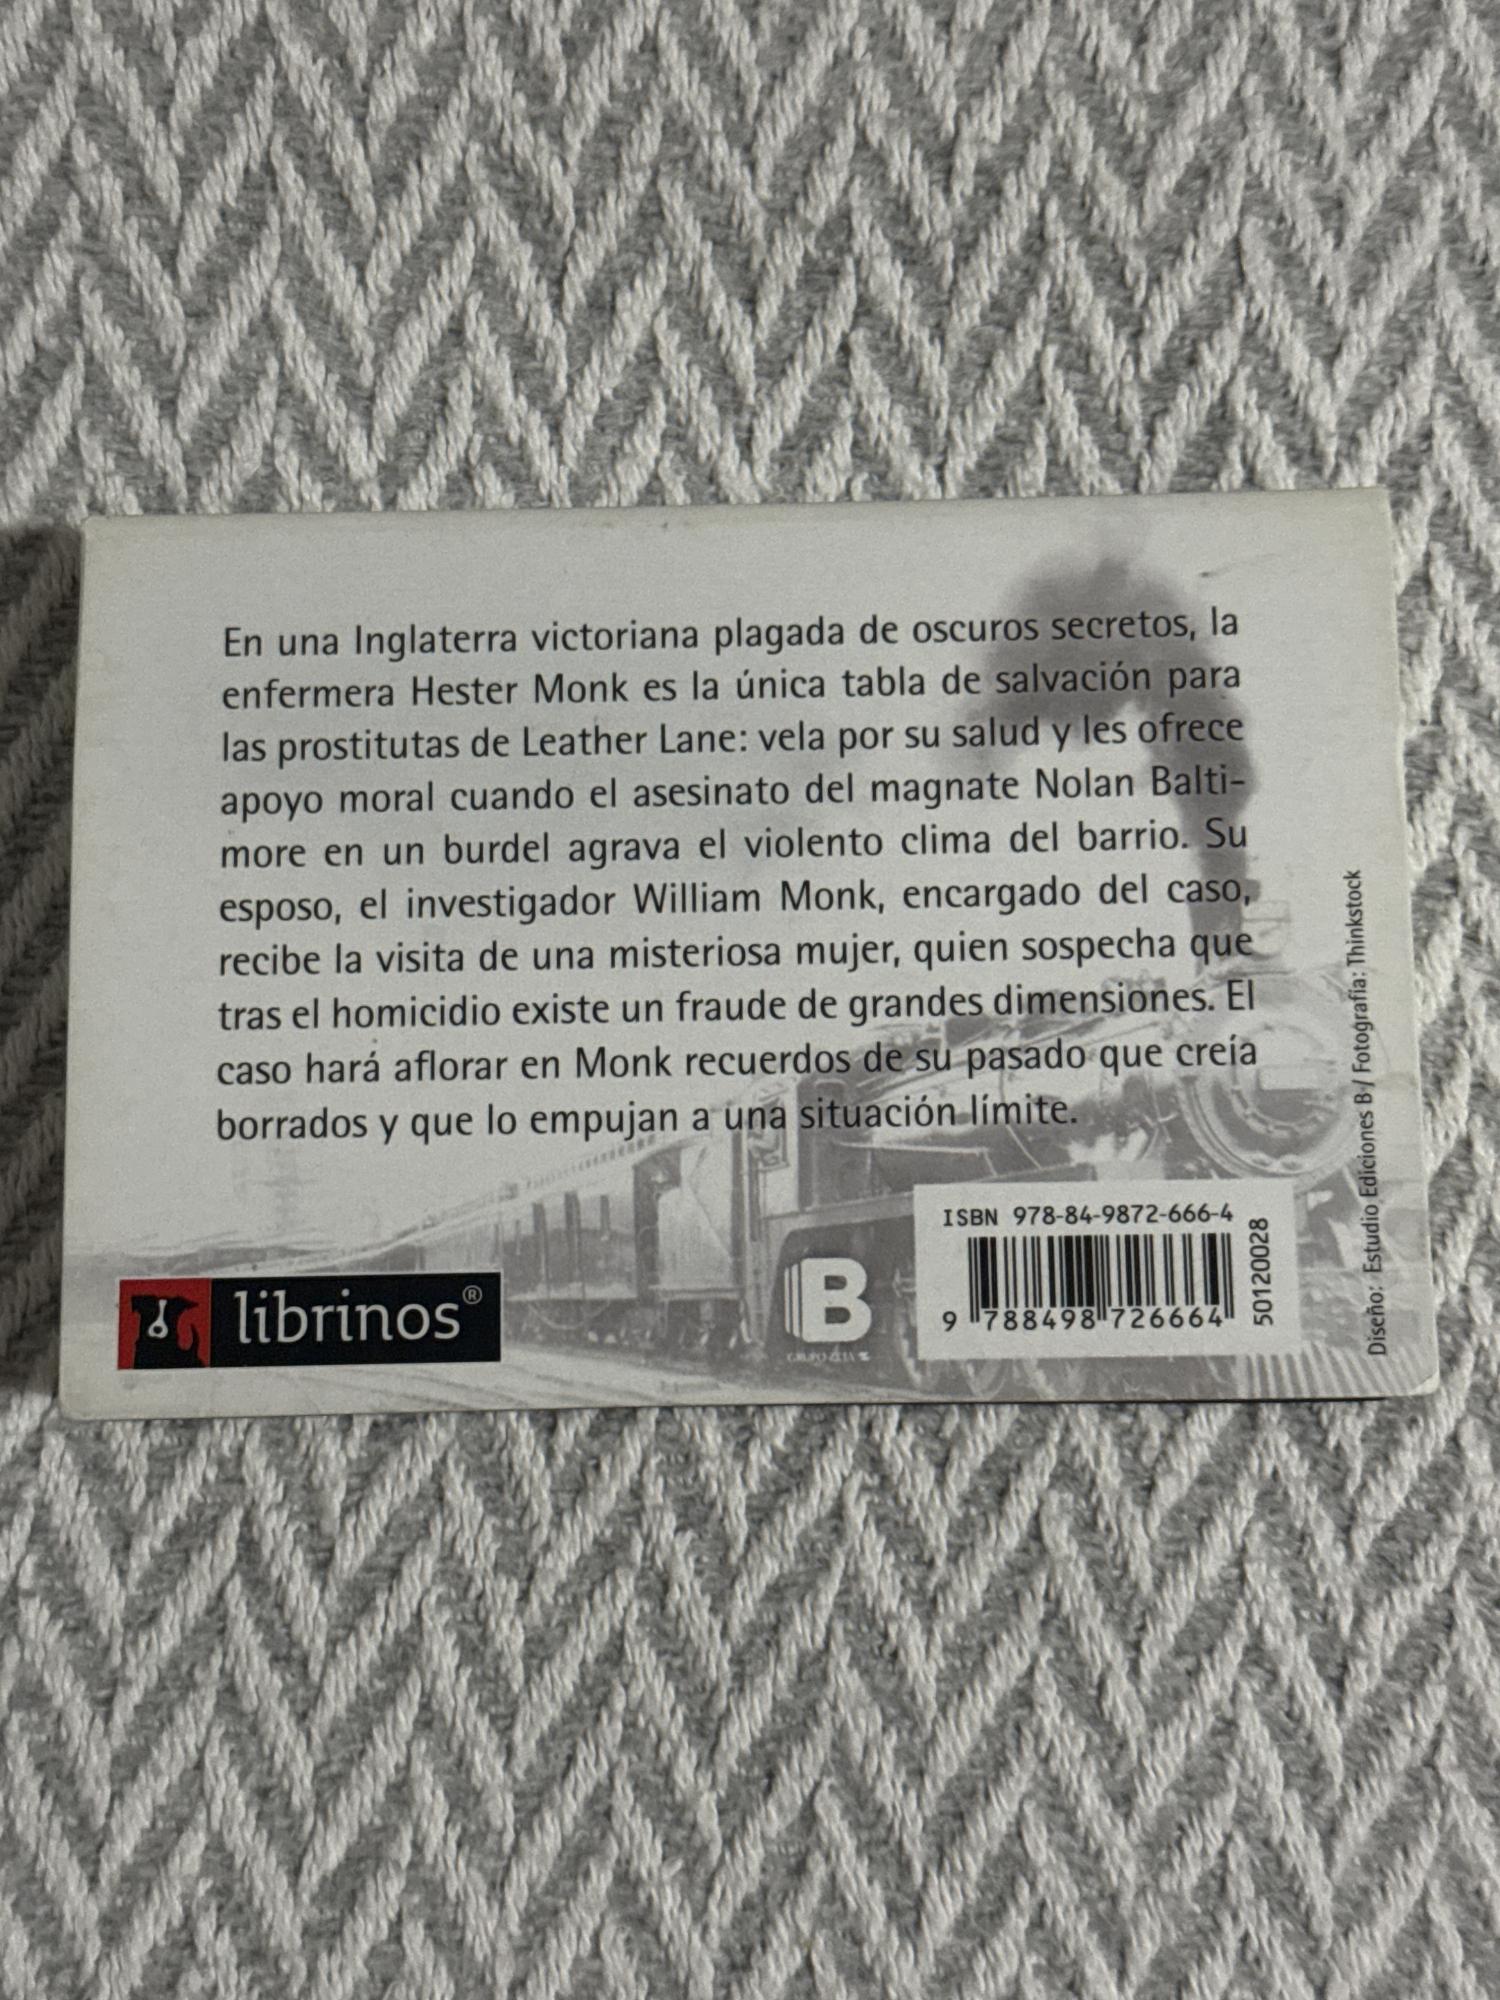 En una Inglaterra victoriana plagada de oscuros secretos, la
enfermera Hester Monk es la única tabla de salvación para
las prostitutas de Leather Lane: vela por su salud y les ofrece
apoyo moral cuando el asesinato del magnate Nolan Balti-
more en un burdel agrava el violento clima del barrio. Su
esposo, el investigador William Monk, encargado del caso,
recibe la visita de una misteriosa mujer, quien sospecha que
tras el homicidio existe un fraude de grandes dimensiones. El
caso hará aflorar en Monk recuerdos de su pasado que creía
borrados y que lo empujan a una situación límite.
librinos®
B
GRUPO ZETA
ISBN 978-84-9872-666-4
9 788498 726664
50120028
Diseño: Estudio Ediciones B / Fotografía: Thinkstock